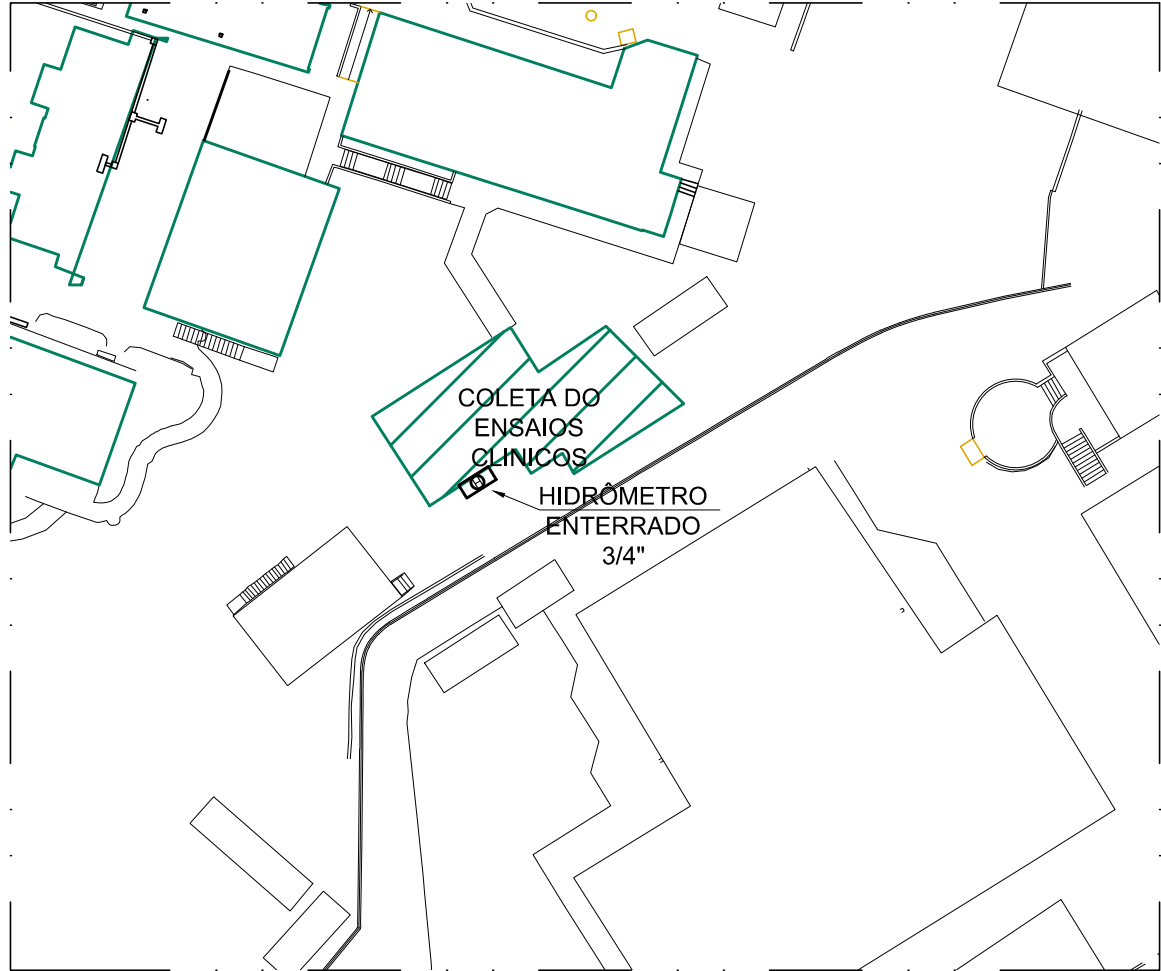 COLETA DO
ENSAIOS
CLINICOS
HIDRÔMETRO
ENTERRADO
3/4"